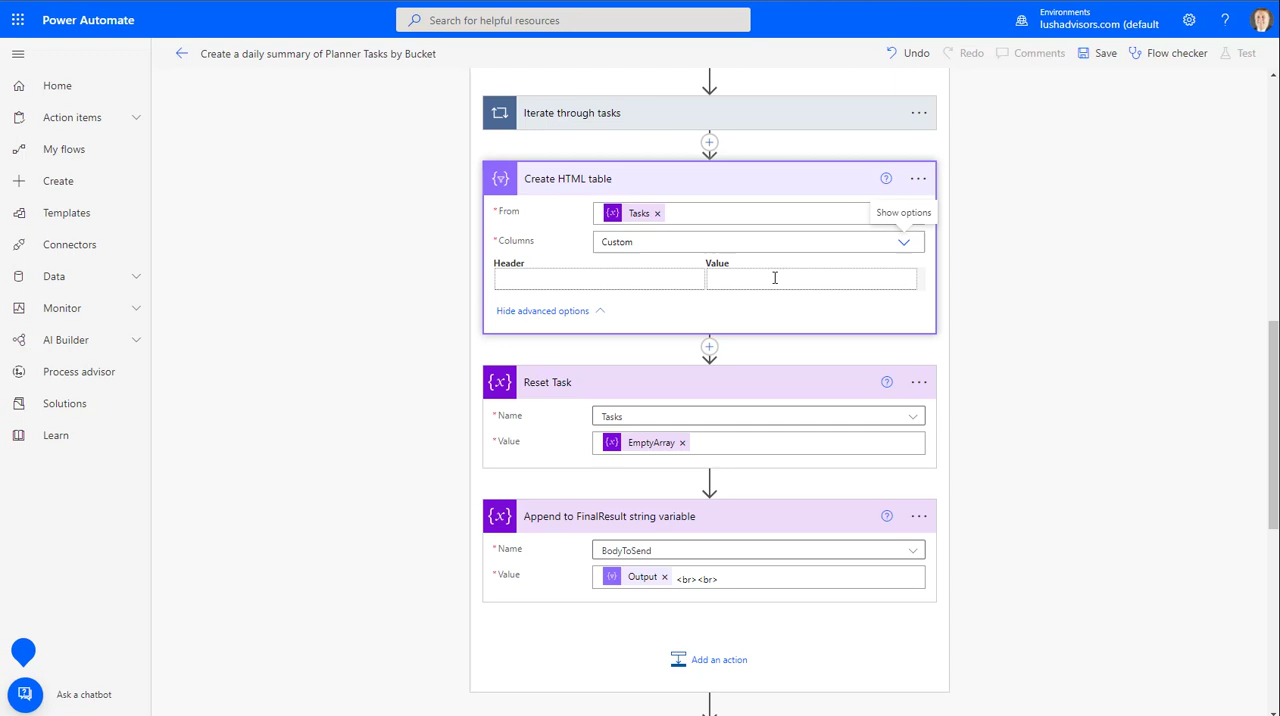 Power Automate
Search for helpful resources
Environments
lushadvisors.com (default
Create a daily summary of Planner Tasks by Bucket
Undo
Redo
Comments
Save
Flow checker
Test
Home
Action items
My flows
Create
Templates
Connectors
Data
Monitor
AI Builder
Process advisor
Solutions
Learn
Ask a chatbot
Iterate through tasks
Create HTML table
* From
Tasks ×
Show options
* Columns
Custom
Header
Value
Hide advanced options
Reset Task
* Name
Tasks
* Value
EmptyArray ×
Append to FinalResult string variable
* Name
BodyToSend
* Value
Output × <br><br>
Add an action